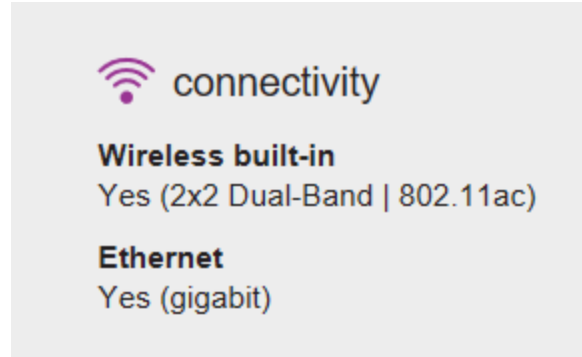 connectivity
Wireless built-in
Yes (2x2 Dual-Band | 802.11ac)
Ethernet
Yes (gigabit)